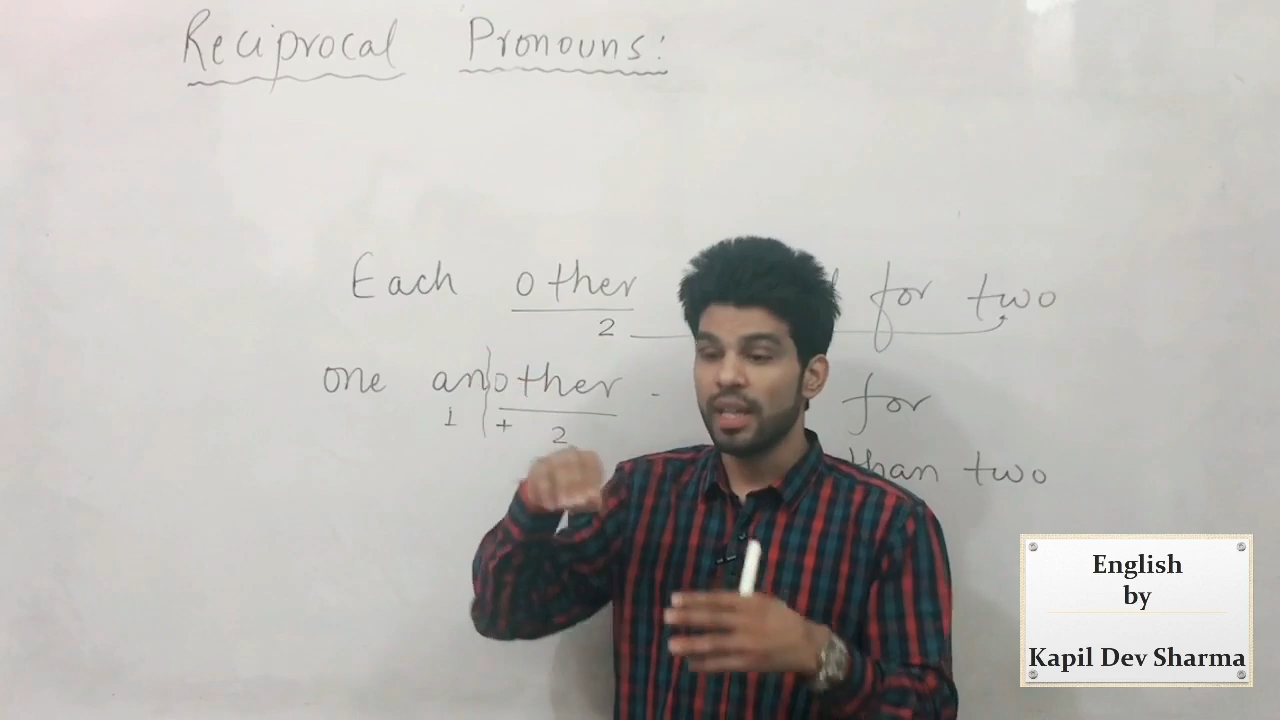 Reciprocal Pronouns:
Each other for two
2
one another - for
1 + 2
than two
English
by
Kapil Dev Sharma